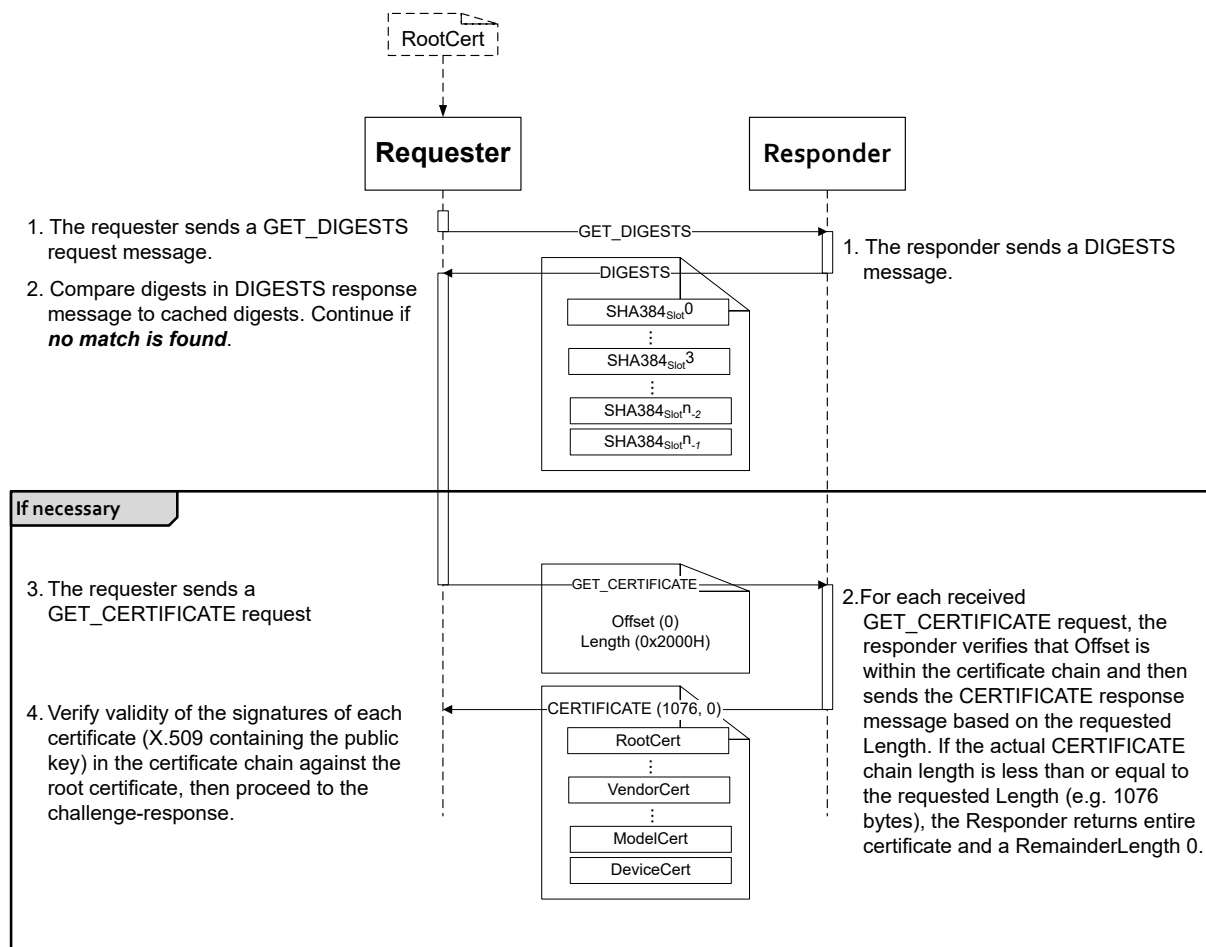 RootCert
Requester
Responder
1. The requester sends a GET_DIGESTS
request message.
2. Compare digests in DIGESTS response
message to cached digests. Continue if
no match is found.
GET_DIGESTS
1. The responder sends a DIGESTS
message.
DIGESTS
SHA384Slot0
⋮
SHA384Slot3
⋮
SHA384Slotn-2
SHA384Slotn-1
If necessary
3. The requester sends a
GET_CERTIFICATE request
GET_CERTIFICATE
Offset (0)
Length (0x2000H)
2.For each received
GET_CERTIFICATE request, the
responder verifies that Offset is
within the certificate chain and then
sends the CERTIFICATE response
message based on the requested
Length. If the actual CERTIFICATE
chain length is less than or equal to
the requested Length (e.g. 1076
bytes), the Responder returns entire
certificate and a RemainderLength 0.
4. Verify validity of the signatures of each
certificate (X.509 containing the public
key) in the certificate chain against the
root certificate, then proceed to the
challenge-response.
CERTIFICATE (1076, 0)
RootCert
⋮
VendorCert
⋮
ModelCert
DeviceCert